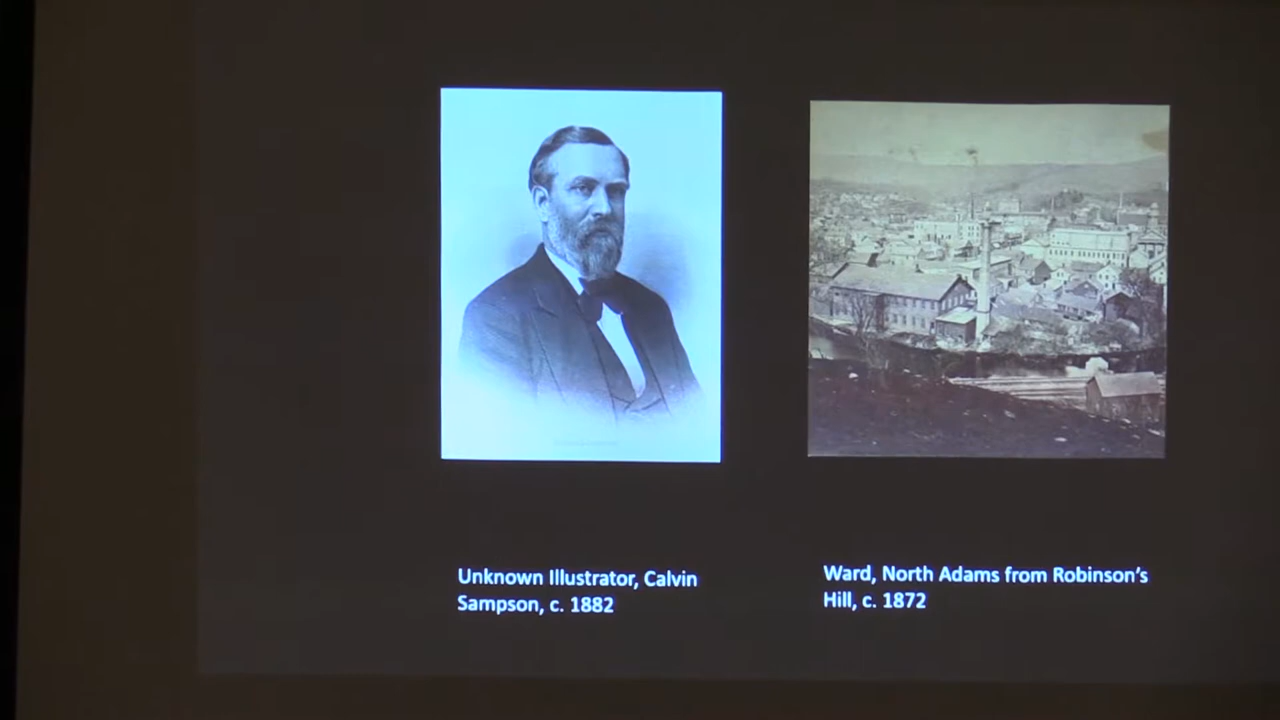 Unknown Illustrator, Calvin
Sampson, c. 1882
Ward, North Adams from Robinson's
Hill, c. 1872